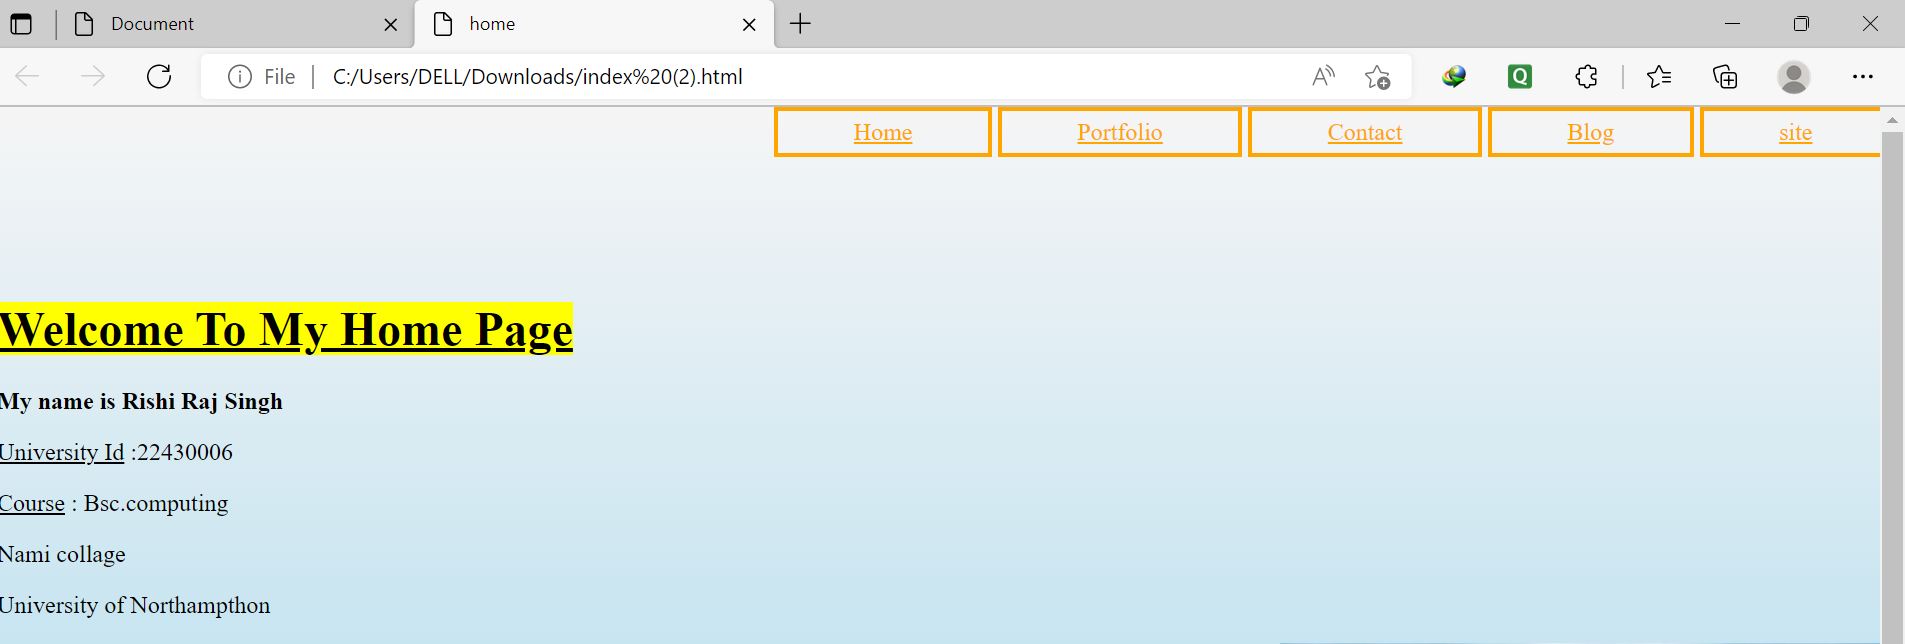 Document
home
File C:/Users/DELL/Downloads/index%20(2).html
Home Portfolio Contact Blog site
Welcome To My Home Page
My name is Rishi Raj Singh
University Id :22430006
Course : Bsc.computing
Nami collage
University of Northampthon